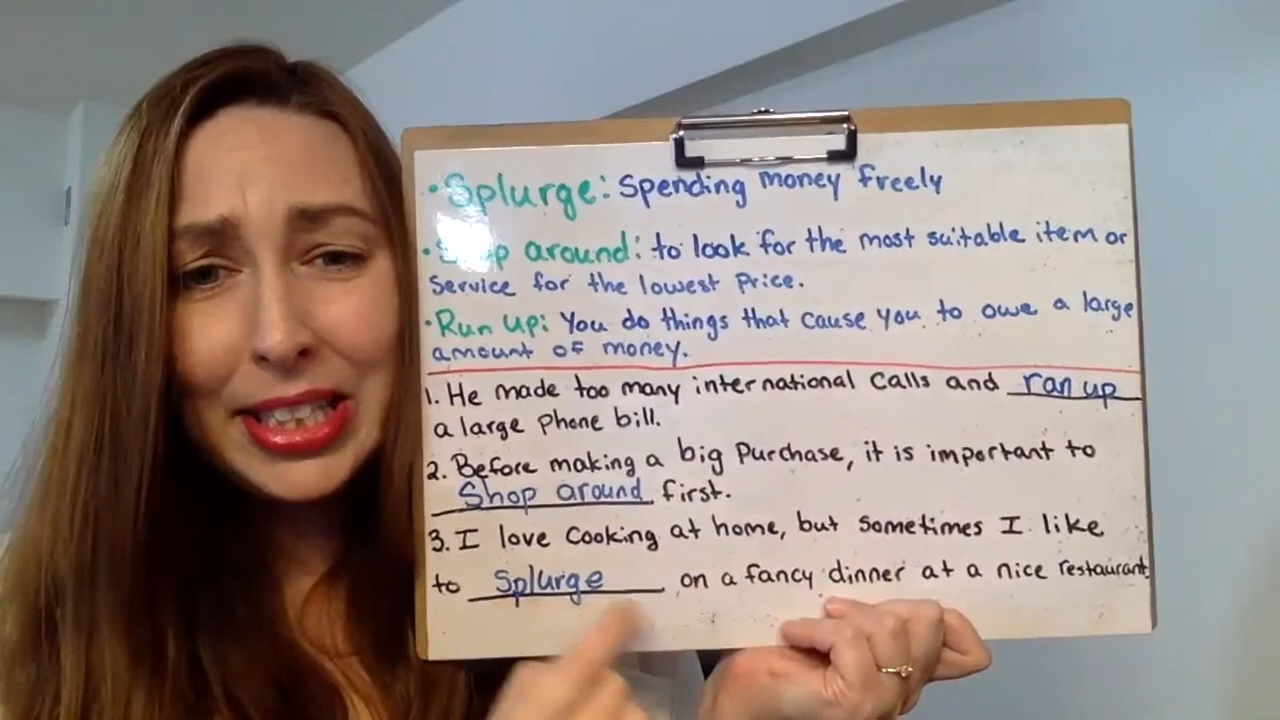 • Splurge: Spending money freely
• Shop around: to look for the most suitable item or
Service for the lowest Price.
• Run Up: You do things that cause you to owe a large
amount of money.
1. He made too many international Calls and ran up
a large Phone bill.
2. Before making a big Purchase, it is important to
Shop around first.
3. I love Cooking at home, but Sometimes I like
to Splurge on a fancy dinner at a nice restaurant.